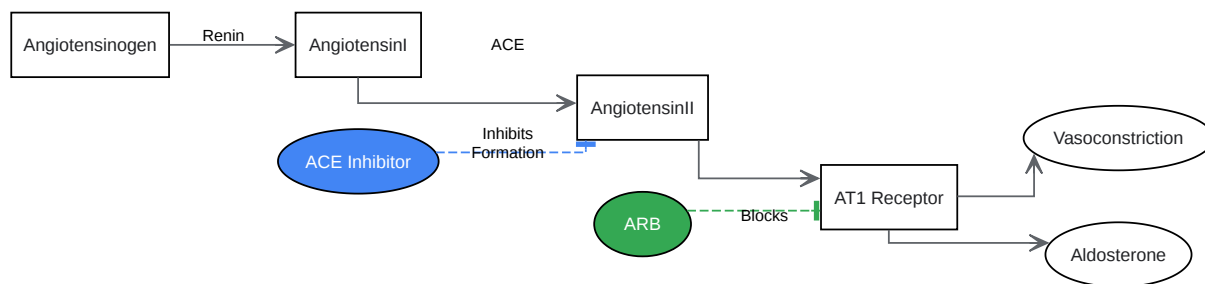 Angiotensinogen
Renin
AngiotensinI
ACE
AngiotensinII
ACE Inhibitor
Inhibits
Formation
Vasoconstriction
AT1 Receptor
ARB
Blocks
Aldosterone